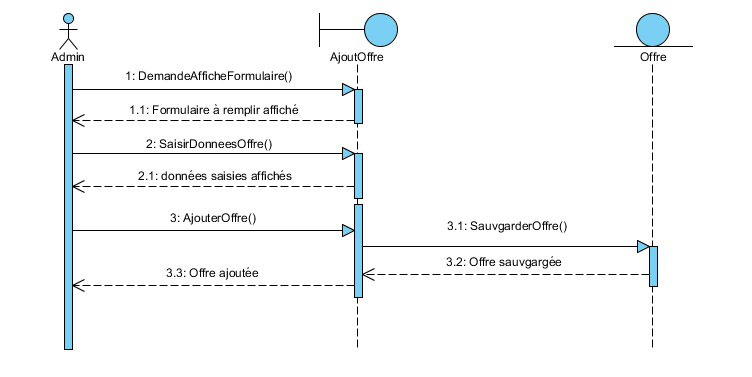 Admin
AjoutOffre
Offre
1: DemandeAfficheFormulaire()
1.1: Formulaire à remplir affiché
2: SaisirDonneesOffre()
2.1: données saisies affichés
3: AjouterOffre()
3.1: SauvgarderOffre()
3.2: Offre sauvgargée
3.3: Offre ajoutée